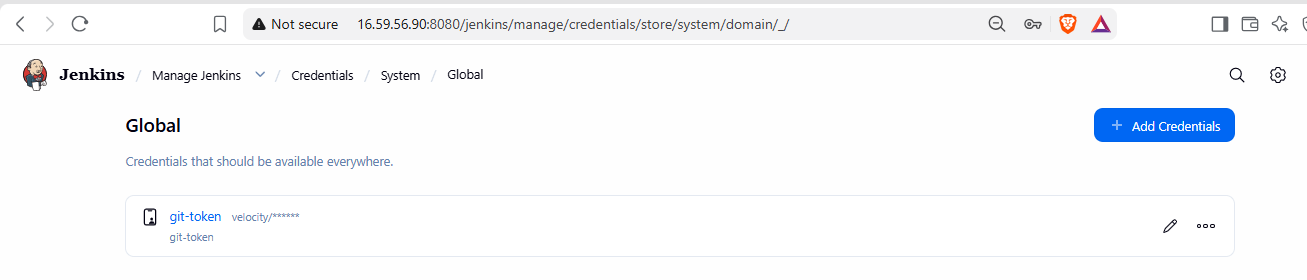 Not secure 16.59.56.90:8080/jenkins/manage/credentials/store/system/domain/_/
Jenkins / Manage Jenkins / Credentials / System / Global
Global
+ Add Credentials
Credentials that should be available everywhere.
git-token velocity/******
git-token